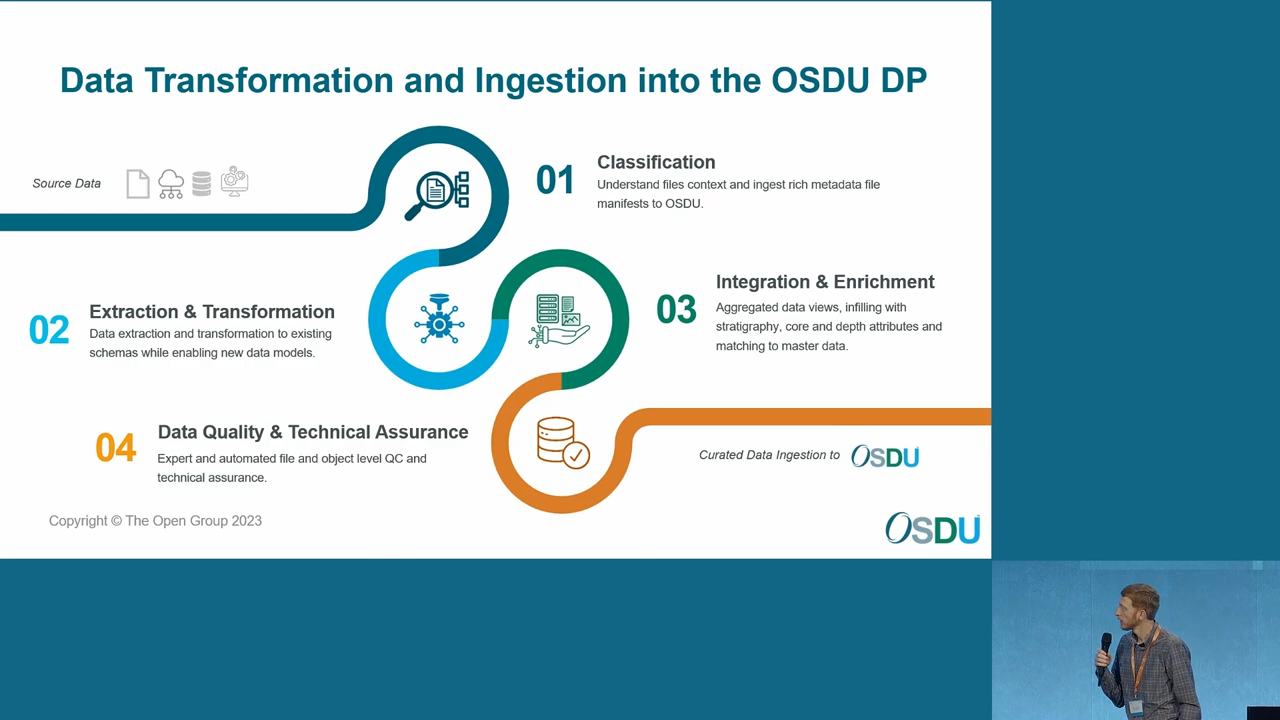 Data Transformation and Ingestion into the OSDU DP
Source Data
01
Classification
Understand files context and ingest rich metadata file
manifests to OSDU.
02
Extraction & Transformation
Data extraction and transformation to existing
schemas while enabling new data models.
03
Integration & Enrichment
Aggregated data views, infilling with
stratigraphy, core and depth attributes and
matching to master data.
04
Data Quality & Technical Assurance
Expert and automated file and object level QC and
technical assurance.
Curated Data Ingestion to OSDU
Copyright © The Open Group 2023
OSDU